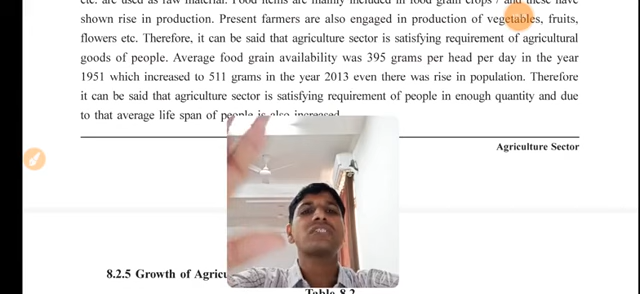 etc. are used as raw material. Food items are mainly included in food grain crops / and these have
shown rise in production. Present farmers are also engaged in production of vegetables, fruits,
flowers etc. Therefore, it can be said that agriculture sector is satisfying requirement of agricultural
goods of people. Average food grain availability was 395 grams per head per day in the year
1951 which increased to 511 grams in the year 2013 even there was rise in population. Therefore
it can be said that agriculture sector is satisfying requirement of people in enough quantity and due
to that average life span of people is also increased.
Agriculture Sector
8.2.5 Growth of
Table 8.2